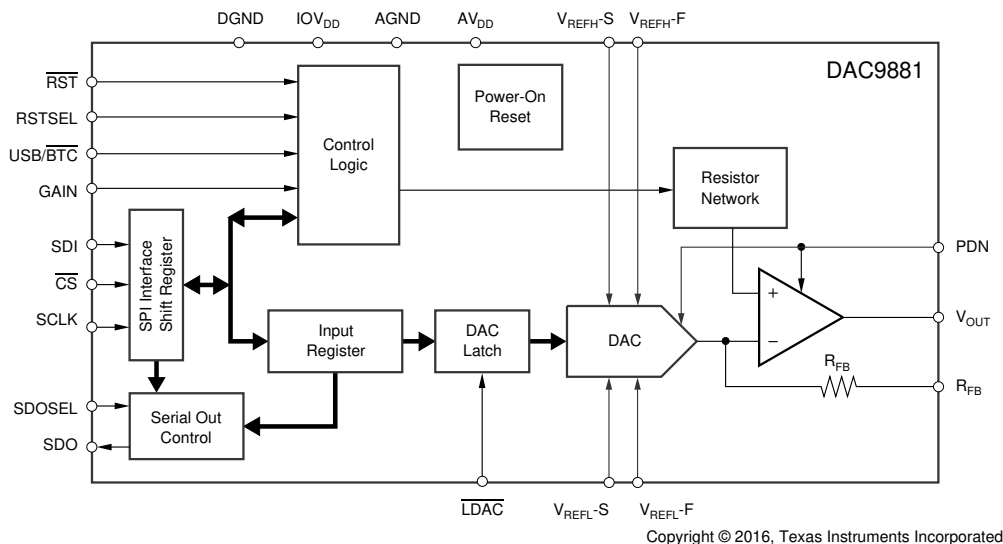 DGND
IOVDD
AGND
AVDD
VREFH-S
VREFH-F
DAC9881
RST
RSTSEL
USB/BTC
GAIN
SDI
CS
SCLK
SDOSEL
SDO
Control
Logic
Power-On
Reset
Resistor
Network
SPI Interface
Shift Register
Input
Register
DAC
Latch
DAC
+
−
PDN
VOUT
RFB
RFB
Serial Out
Control
LDAC
VREFL-S
VREFL-F
Copyright © 2016, Texas Instruments Incorporated